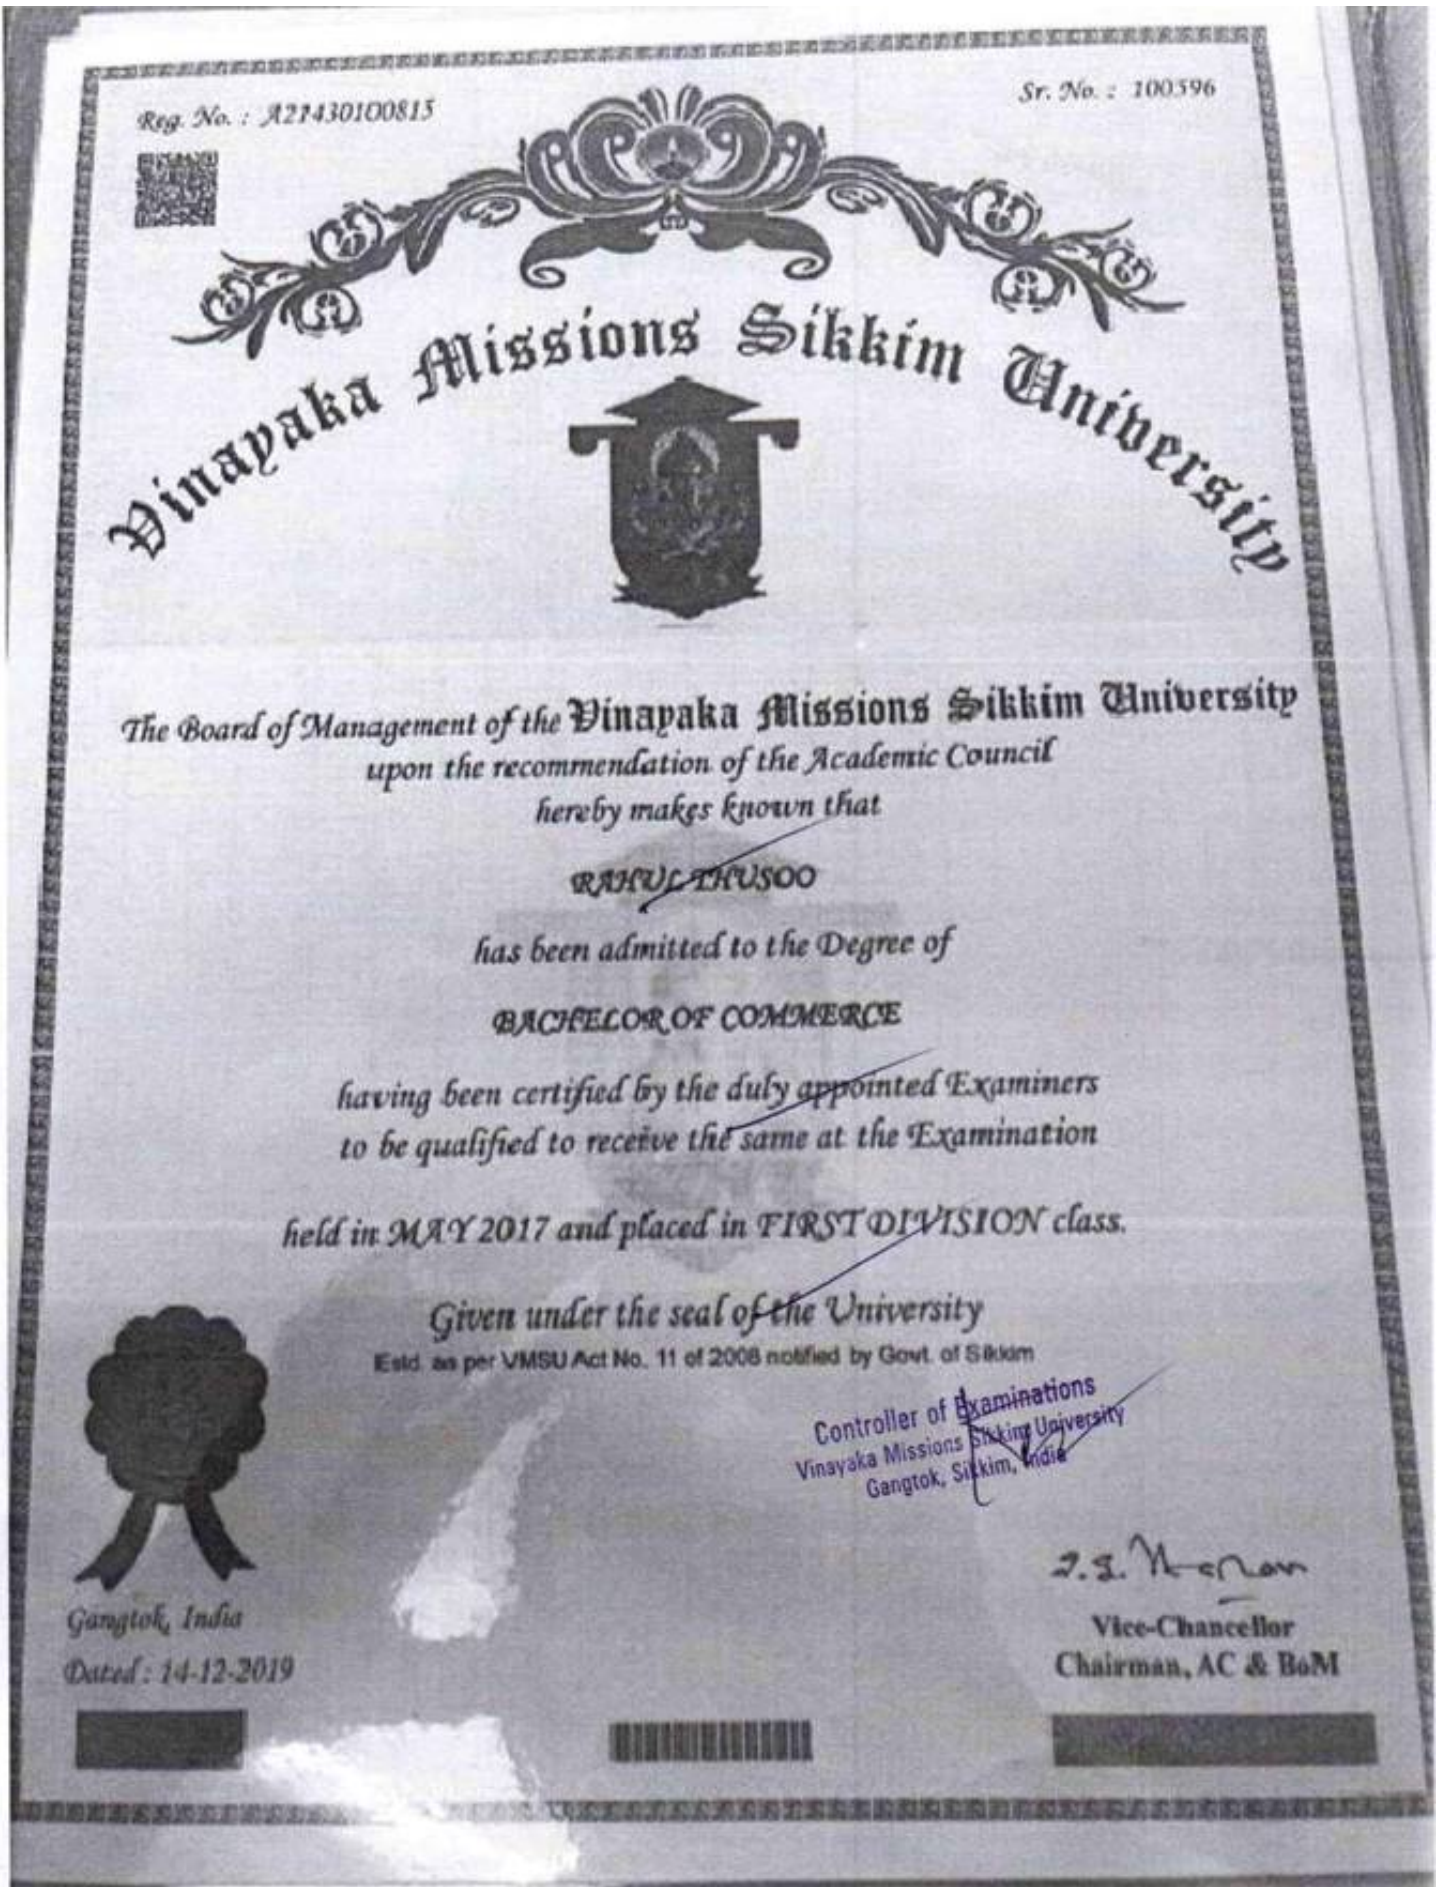 Reg. No. : A21430100815
Sr. No. : 100596
Vinayaka Missions Sikkim University
The Board of Management of the Vinayaka Missions Sikkim University
upon the recommendation of the Academic Council
hereby makes known that
RAHUL THUSOO
has been admitted to the Degree of
BACHELOR OF COMMERCE
having been certified by the duly appointed Examiners
to be qualified to receive the same at the Examination
held in MAY 2017 and placed in FIRST DIVISION class.
Given under the seal of the University
Estd. as per VMSU Act No. 11 of 2008 notified by Govt. of Sikkim
Controller of Examinations
Vinayaka Missions Sikkim University
Gangtok, Sikkim, India
Gangtok, India
Dated : 14-12-2019
Vice-Chancellor
Chairman, AC & BoM